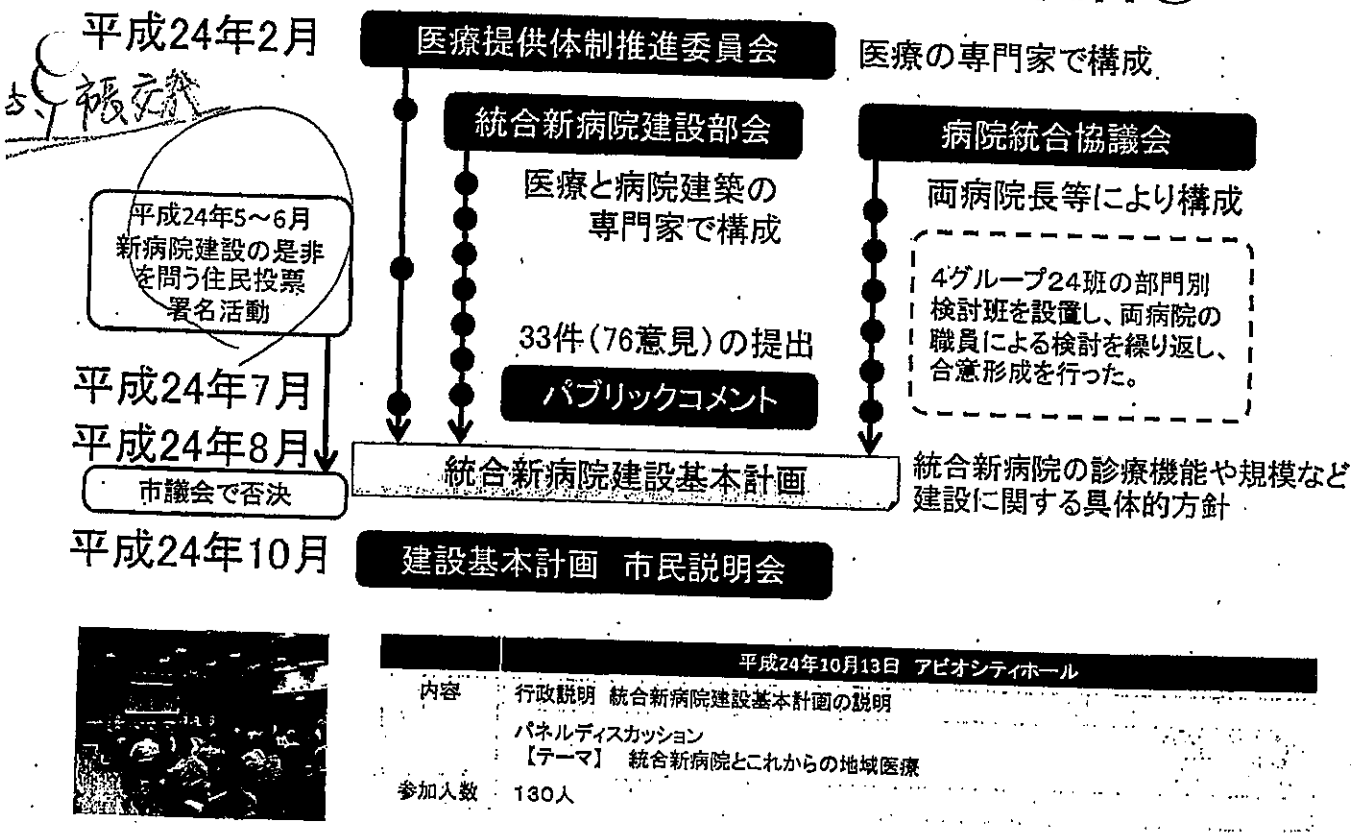 平成24年2月
医療提供体制推進委員会
医療の専門家で構成
統合新病院建設部会
病院統合協議会
医療と病院建築の
専門家で構成
両病院長等により構成
平成24年5～6月
新病院建設の是非
を問う住民投票
署名活動
4グループ24班の部門別
検討班を設置し、両病院の
職員による検討を繰り返し、
合意形成を行った。
33件(76意見)の提出
パブリックコメント
平成24年7月
平成24年8月
市議会で否決
統合新病院建設基本計画
統合新病院の診療機能や規模など
建設に関する具体的方針
平成24年10月
建設基本計画 市民説明会
平成24年10月13日 アピオシティホール
内容
行政説明 統合新病院建設基本計画の説明
パネルディスカッション
【テーマ】 統合新病院とこれからの地域医療
参加人数
130人